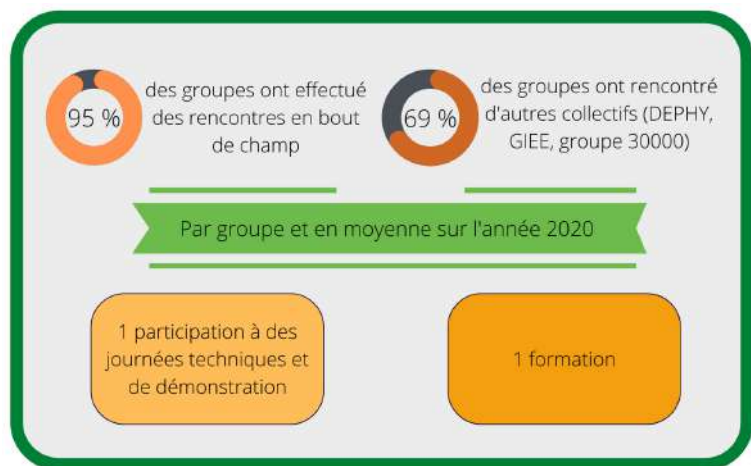 95 %
des groupes ont effectué
des rencontres en bout
de champ
69 %
des groupes ont rencontré
d'autres collectifs (DEPHY,
GIEE, groupe 30000)
Par groupe et en moyenne sur l'année 2020
1 participation à des
journées techniques et
de démonstration
1 formation